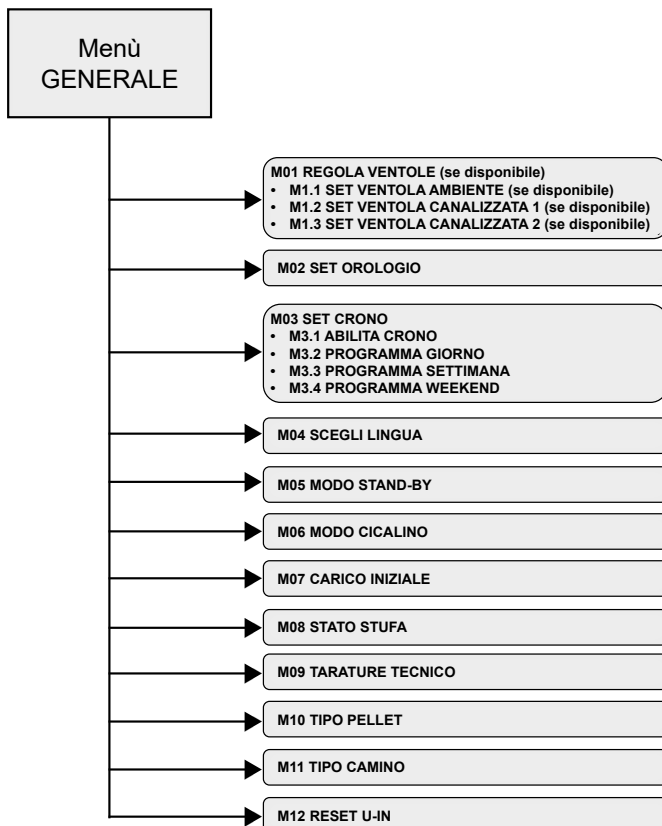 Menù
GENERALE
M01 REGOLA VENTOLE (se disponibile)
• M1.1 SET VENTOLA AMBIENTE (se disponibile)
• M1.2 SET VENTOLA CANALIZZATA 1 (se disponibile)
• M1.3 SET VENTOLA CANALIZZATA 2 (se disponibile)
M02 SET OROLOGIO
M03 SET CRONO
• M3.1 ABILITA CRONO
• M3.2 PROGRAMMA GIORNO
• M3.3 PROGRAMMA SETTIMANA
• M3.4 PROGRAMMA WEEKEND
M04 SCEGLI LINGUA
M05 MODO STAND-BY
M06 MODO CICALINO
M07 CARICO INIZIALE
M08 STATO STUFA
M09 TARATURE TECNICO
M10 TIPO PELLET
M11 TIPO CAMINO
M12 RESET U-IN